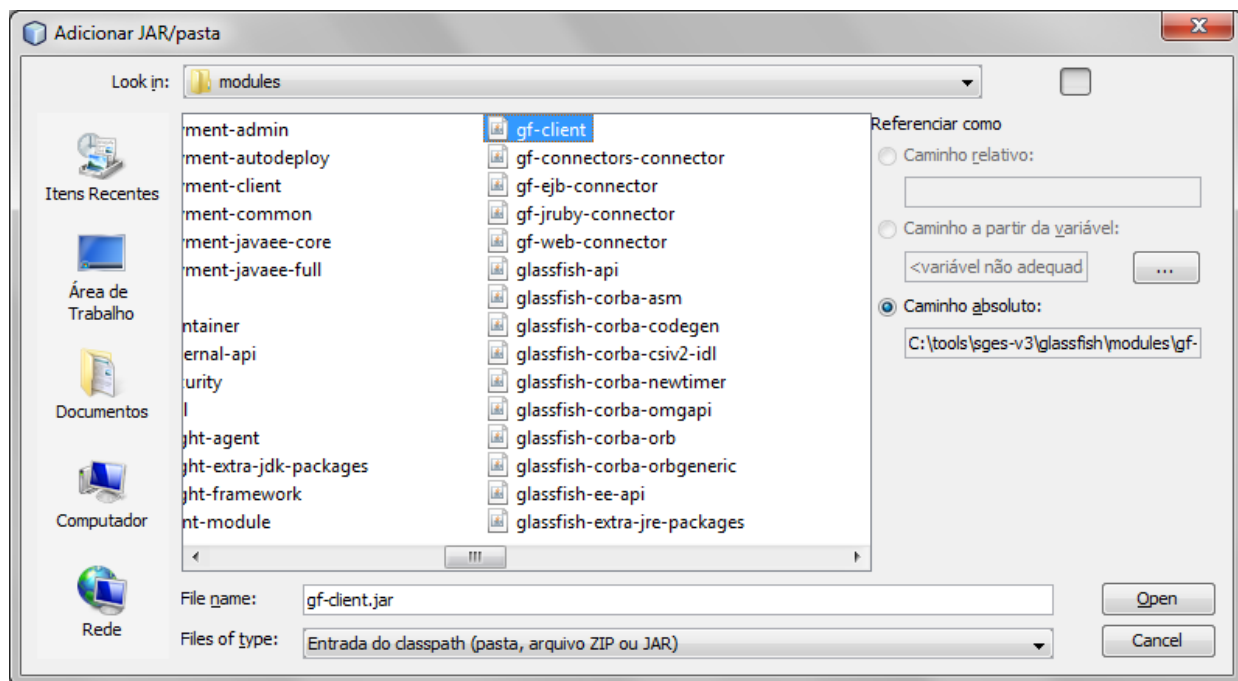 Adicionar JAR/pasta
Look in:
modules
Itens Recentes
Área de
Trabalho
Documentos
Computador
Rede
rment-admin
rment-autodeploy
rment-client
rment-common
rment-javaee-core
rment-javaee-full
ntainer
ernal-api
urity
l
ght-agent
ght-extra-jdk-packages
ght-framework
nt-module
gf-client
gf-connectors-connector
gf-ejb-connector
gf-jruby-connector
gf-web-connector
glassfish-api
glassfish-corba-asm
glassfish-corba-codegen
glassfish-corba-csiv2-idl
glassfish-corba-newtimer
glassfish-corba-omgapi
glassfish-corba-orb
glassfish-corba-orbgeneric
glassfish-ee-api
glassfish-extra-jre-packages
Referenciar como
Caminho relativo:
Caminho a partir da variável:
<variável não adequad
...
Caminho absoluto:
C:\tools\sges-v3\glassfish\modules\gf-
File name:
gf-client.jar
Open
Files of type:
Entrada do classpath (pasta, arquivo ZIP ou JAR)
Cancel